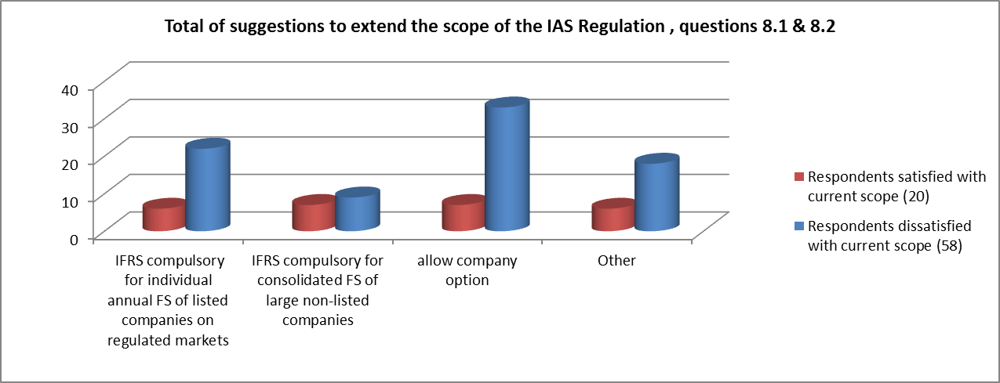 Total of suggestions to extend the scope of the IAS Regulation , questions 8.1 & 8.2
40
30
20
10
0
IFRS compulsory
for individual
annual FS of listed
companies on
regulated markets
IFRS compulsory for
consolidated FS of
large non-listed
companies
allow company
option
Other
Respondents satisfied with
current scope (20)
Respondents dissatisfied
with current scope (58)